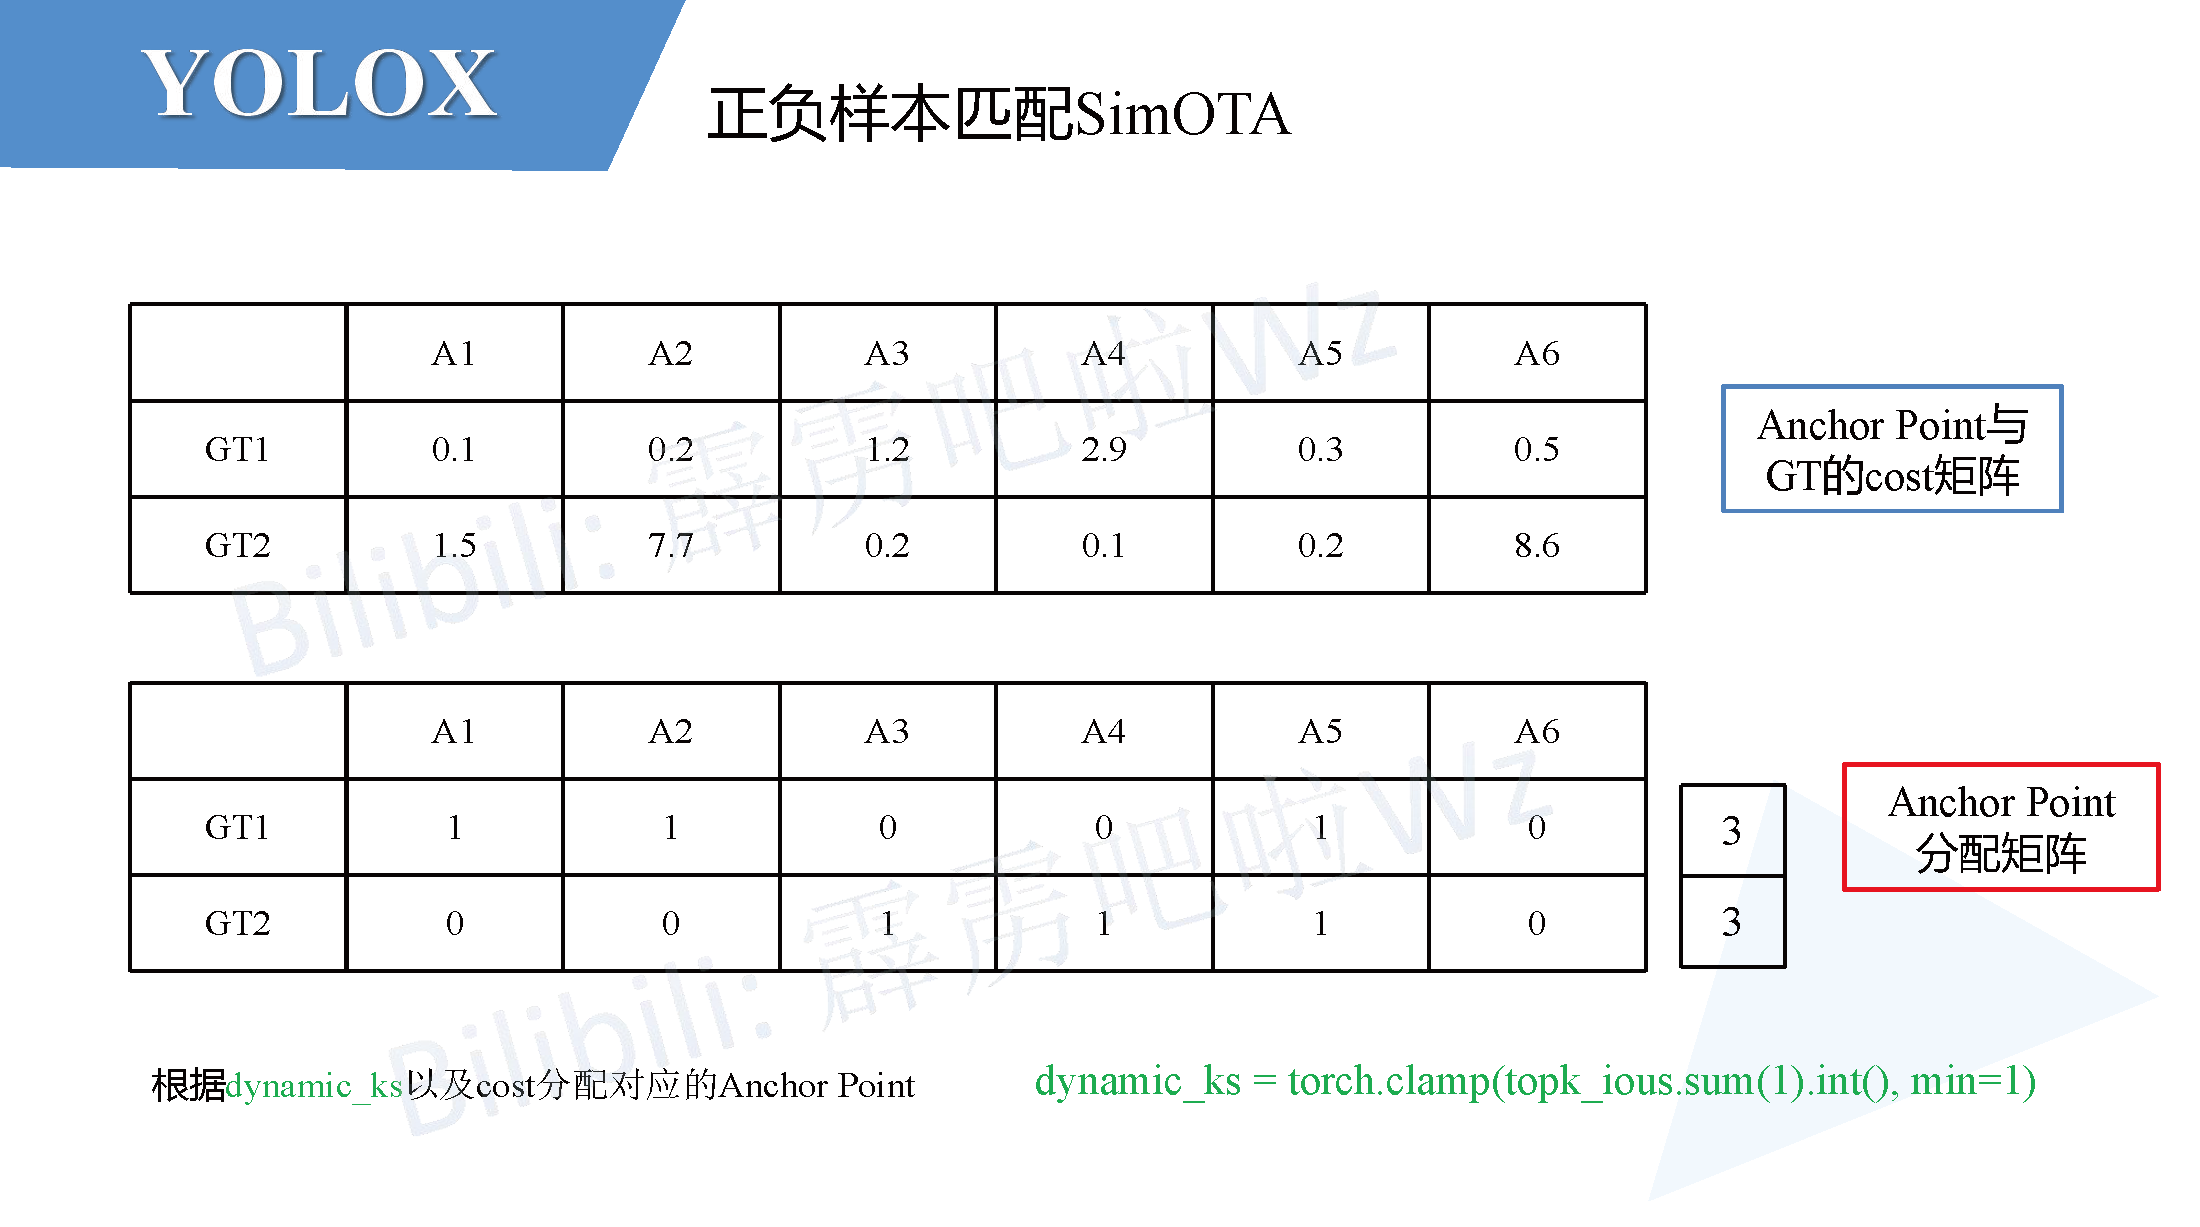 YOLOX
正负样本匹配SimOTA
A1 A2 A3 A4 A5 A6
GT1 0.1 0.2 1.2 2.9 0.3 0.5
GT2 1.5 7.7 0.2 0.1 0.2 8.6
Anchor Point与
GT的cost矩阵
A1 A2 A3 A4 A5 A6
GT1 1 1 0 0 1 0 3
GT2 0 0 1 1 1 0 3
Anchor Point
分配矩阵
根据dynamic_ks以及cost分配对应的Anchor Point
dynamic_ks = torch.clamp(topk_ious.sum(1).int(), min=1)
Bilibili: 霹雳吧啦Wz
Bilibili: 霹雳吧啦Wz